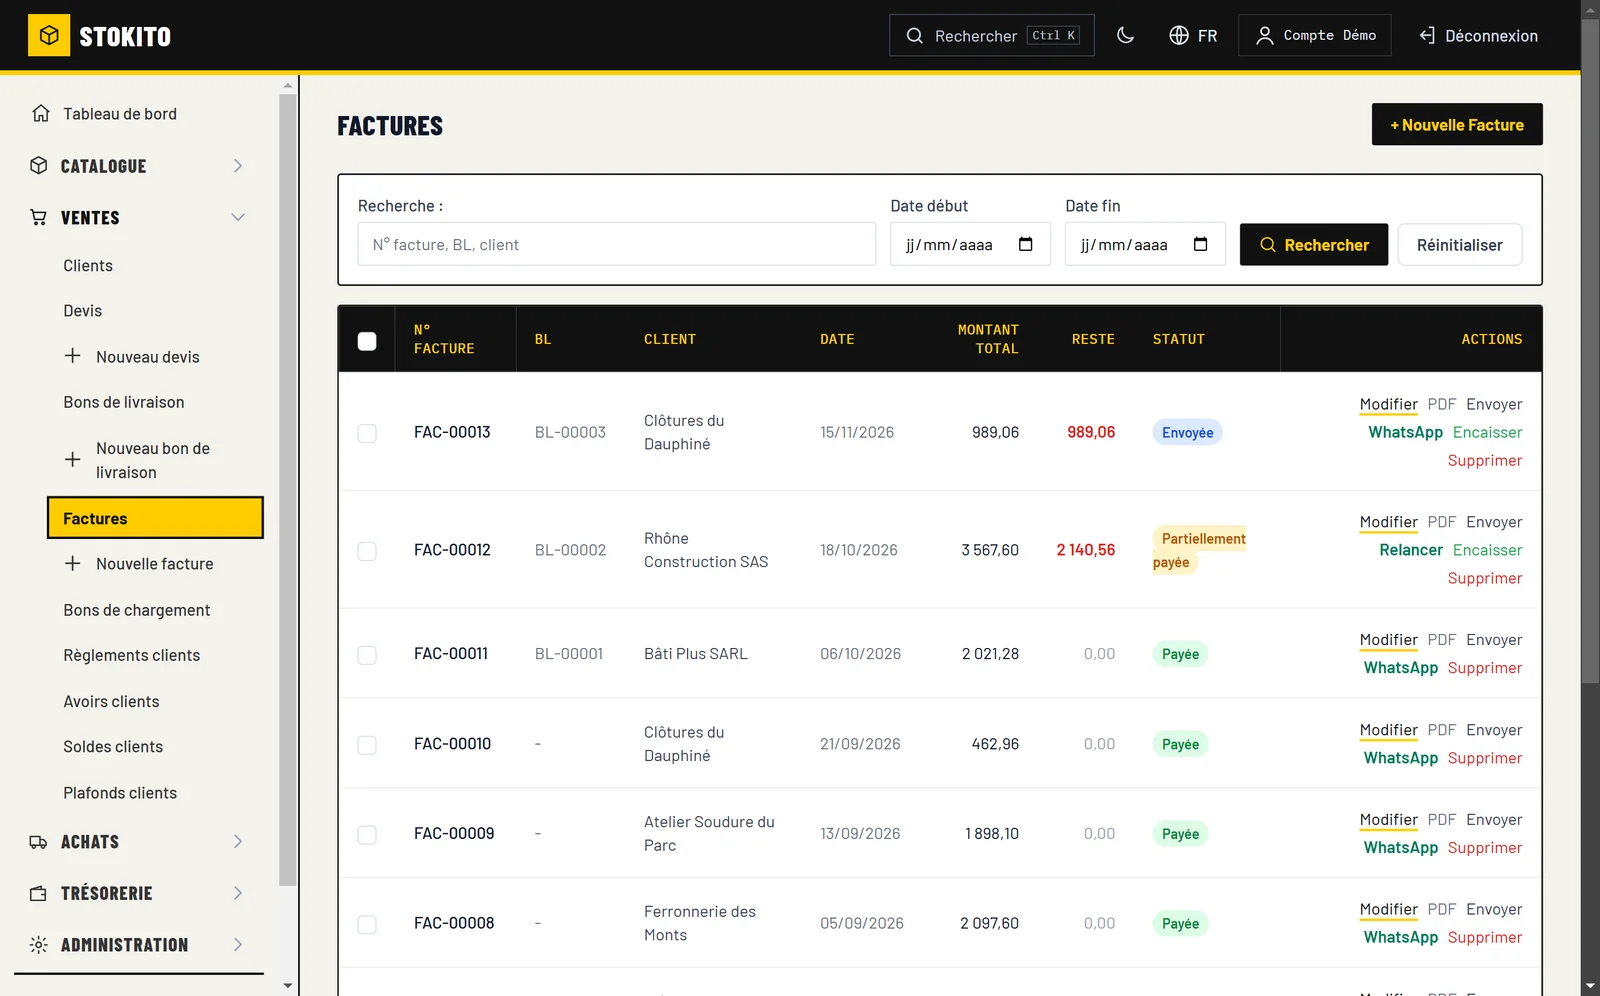 STOKITO
Rechercher Ctrl K
FR
Compte Démo
Déconnexion
Tableau de bord
CATALOGUE
VENTES
Clients
Devis
Nouveau devis
Bons de livraison
Nouveau bon de
livraison
Factures
Nouvelle facture
Bons de chargement
Règlements clients
Avoirs clients
Soldes clients
Plafonds clients
ACHATS
TRÉSORERIE
ADMINISTRATION
FACTURES
+ Nouvelle Facture
Recherche :
N° facture, BL, client
Date début
jj/mm/aaaa
Date fin
jj/mm/aaaa
Rechercher
Réinitialiser
N°
FACTURE
BL
CLIENT
DATE
MONTANT
TOTAL
RESTE
STATUT
ACTIONS
FAC-00013
BL-00003
Clôtures du
Dauphiné
15/11/2026
989,06
989,06
Envoyée
Modifier PDF Envoyer
WhatsApp Encaisser
Supprimer
FAC-00012
BL-00002
Rhône
Construction SAS
18/10/2026
3 567,60
2 140,56
Partiellement
payée
Modifier PDF Envoyer
Relancer Encaisser
Supprimer
FAC-00011
BL-00001
Bâti Plus SARL
06/10/2026
2 021,28
0,00
Payée
Modifier PDF Envoyer
WhatsApp Supprimer
FAC-00010
-
Clôtures du
Dauphiné
21/09/2026
462,96
0,00
Payée
Modifier PDF Envoyer
WhatsApp Supprimer
FAC-00009
-
Atelier Soudure du
Parc
13/09/2026
1 898,10
0,00
Payée
Modifier PDF Envoyer
WhatsApp Supprimer
FAC-00008
-
Ferronnerie des
Monts
05/09/2026
2 097,60
0,00
Payée
Modifier PDF Envoyer
WhatsApp Supprimer